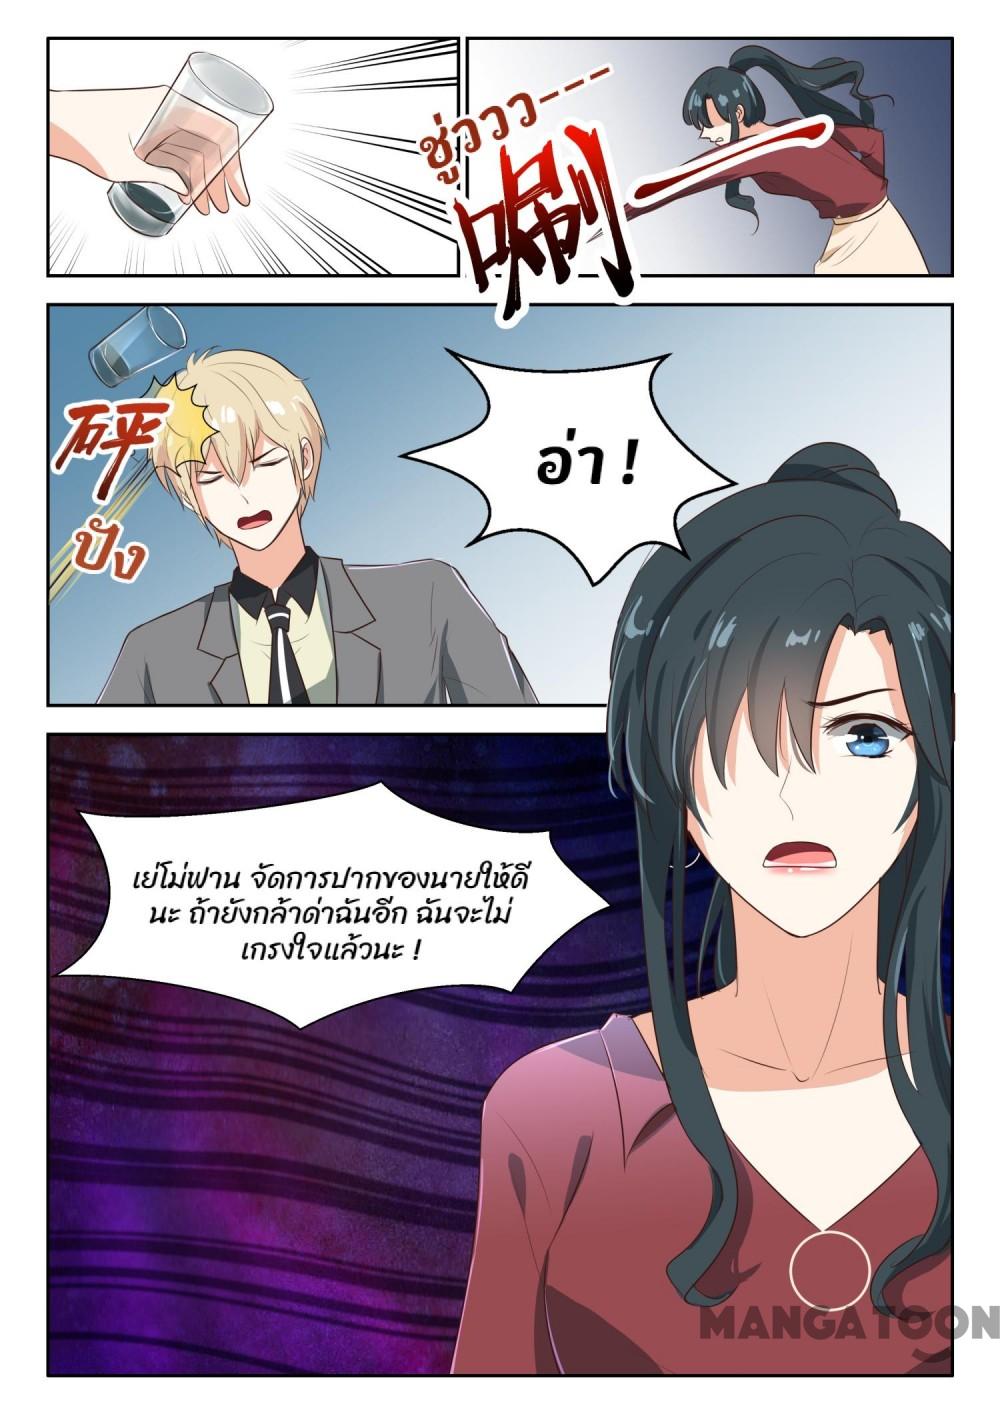 ชู่ววว---
唰—
砰
ปัง
อ่า !
เย่โม่ฟาน จัดการปากของนายให้ดี
นะ ถ้ายังกล้าด่าฉันอีก ฉันจะไม่
เกรงใจแล้วนะ !
MANGATOON